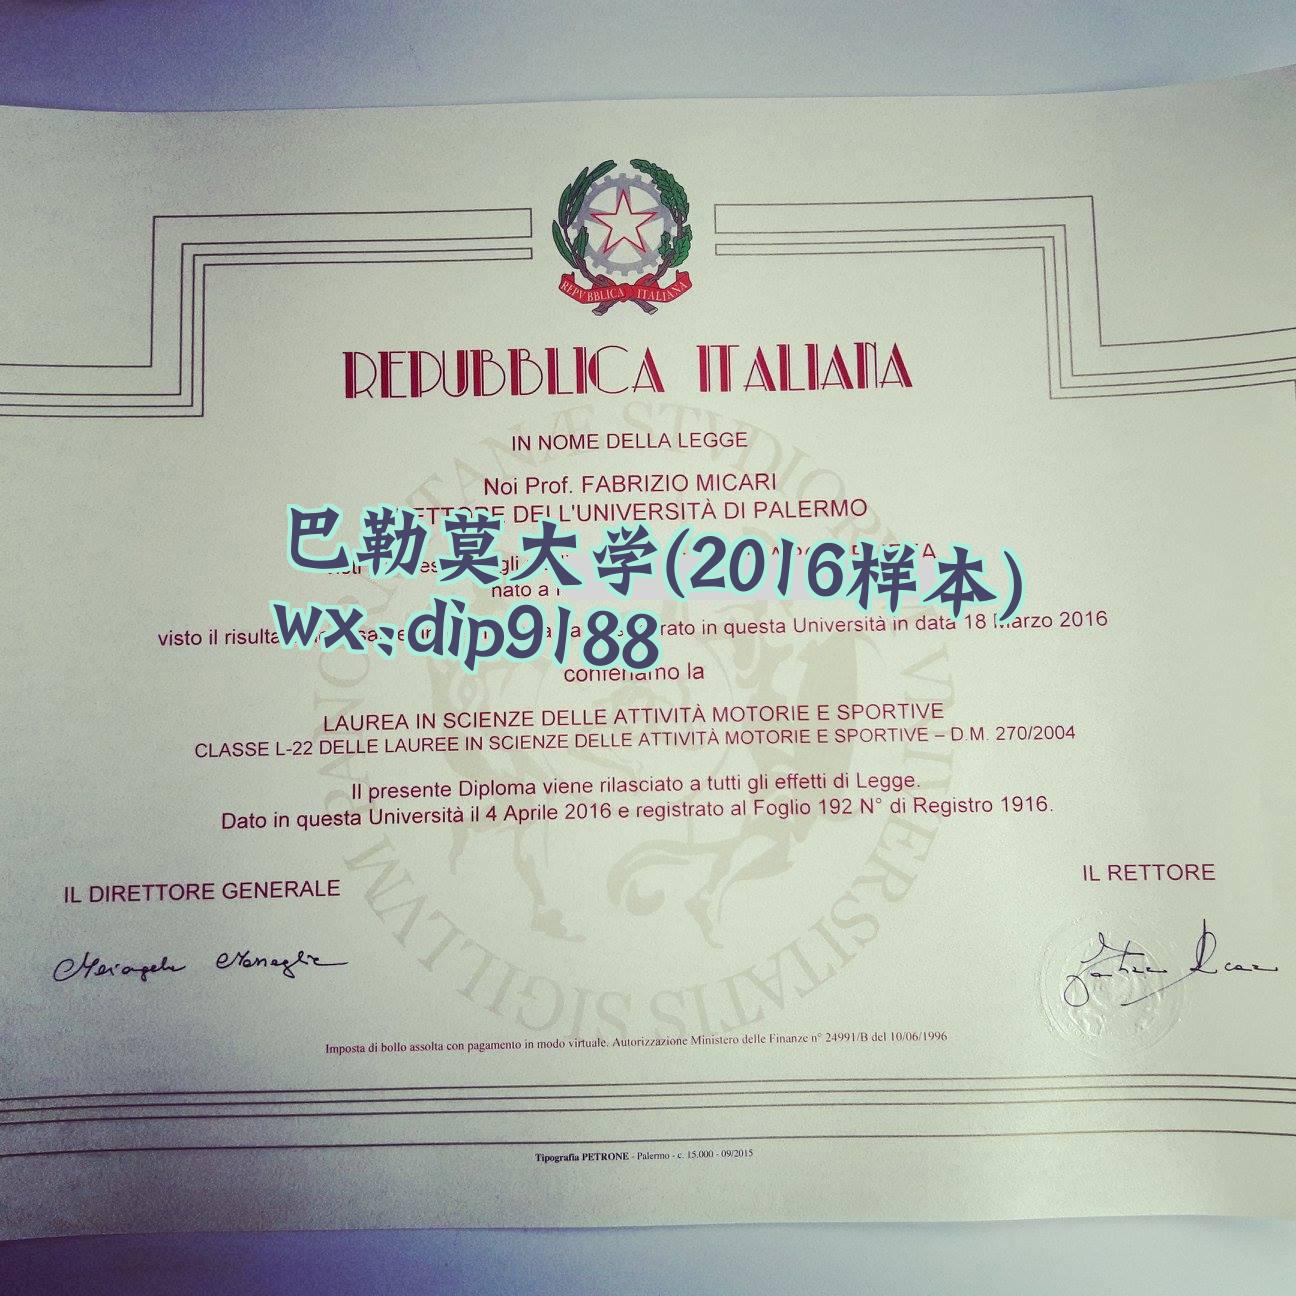 REPVBBLICA ITALIANA
REPUBBLICA ITALIANA
IN NOME DELLA LEGGE
Noi Prof. FABRIZIO MICARI
DELL'UNIVERSITÀ DI PALERMO
巴勒莫大学(2016样本)
nato a
wx:dip9188
visto il in questa Università in data 18 Marzo 2016
conferiamo la
LAUREA IN SCIENZE DELLE ATTIVITÀ MOTORIE E SPORTIVE
CLASSE L-22 DELLE LAUREE IN SCIENZE DELLE ATTIVITÀ MOTORIE E SPORTIVE – D.M. 270/2004
Il presente Diploma viene rilasciato a tutti gli effetti di Legge.
Dato in questa Università il 4 Aprile 2016 e registrato al Foglio 192 N° di Registro 1916.
IL DIRETTORE GENERALE
IL RETTORE
Imposta di bollo assolta con pagamento in modo virtuale. Autorizzazione Ministero delle Finanze n° 24991/B del 10/06/1996
Tipografia PETRONE - Palermo - c. 15.000 - 09/2015